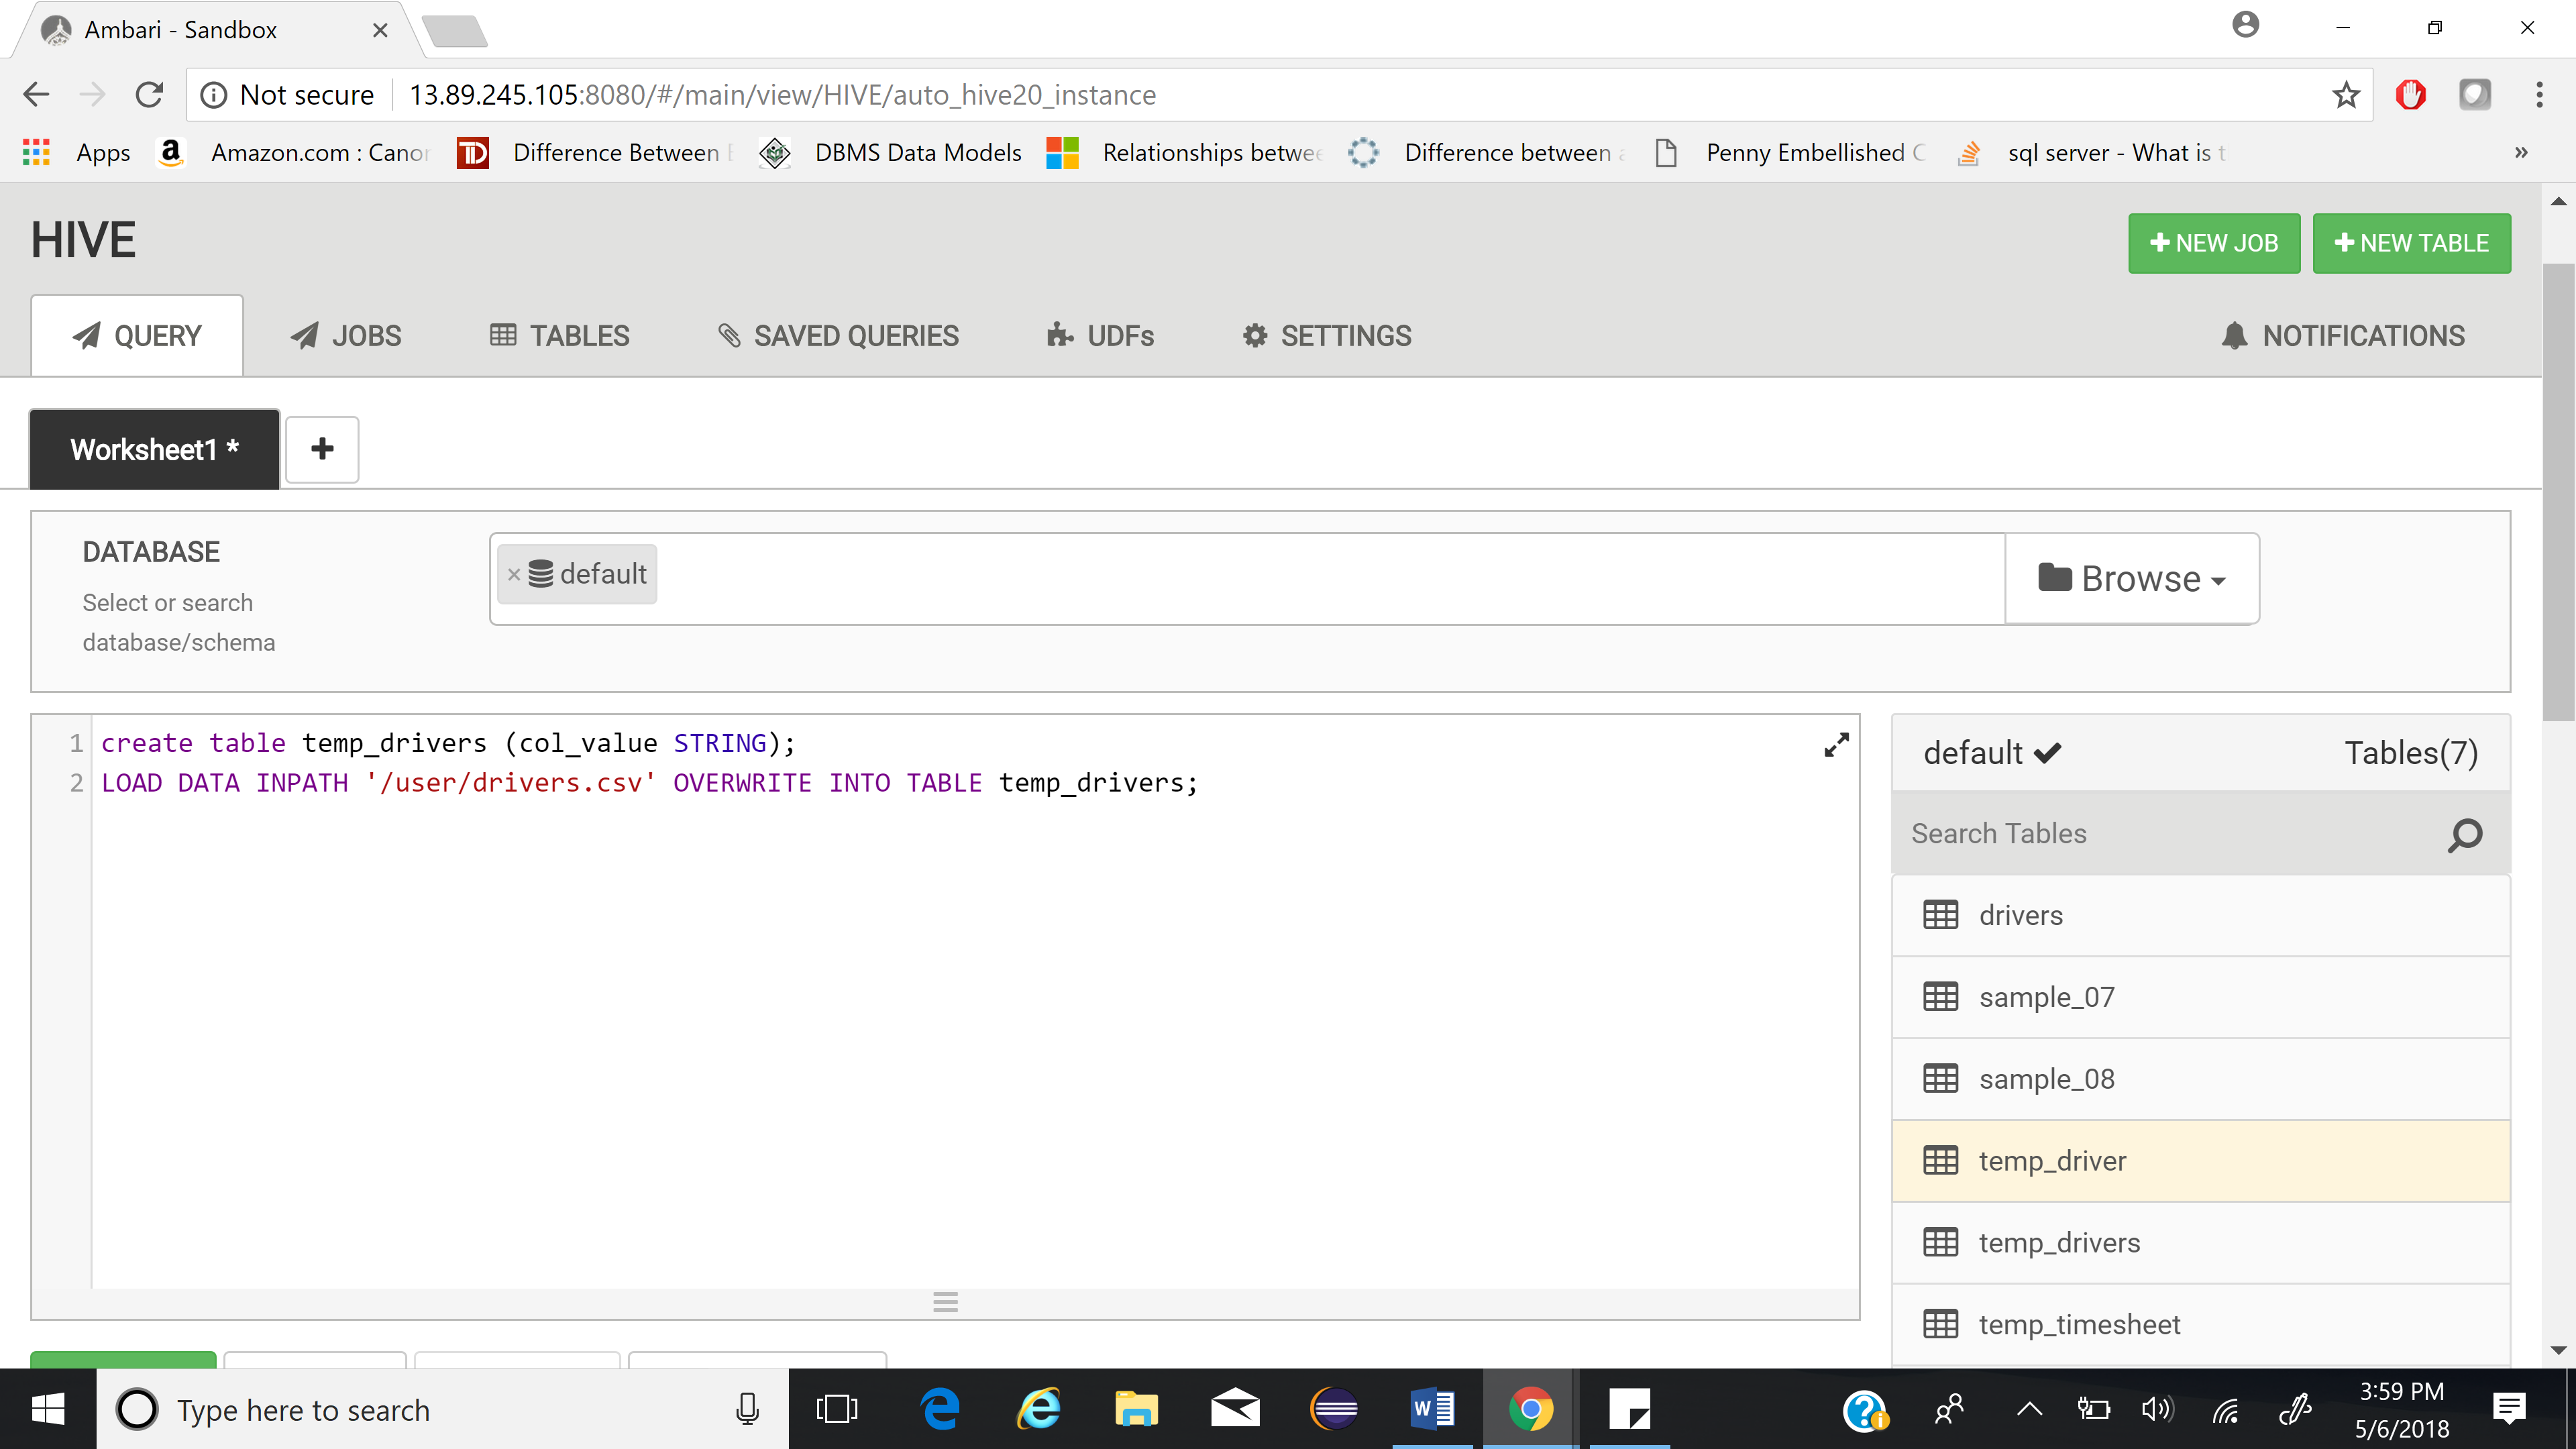 Ambari - Sandbox
Not secure 13.89.245.105:8080/#/main/view/HIVE/auto_hive20_instance
Apps Amazon.com : Canon Difference Between DBMS Data Models Relationships between Difference between Penny Embellished sql server - What is »
HIVE
NEW JOB NEW TABLE
QUERY JOBS TABLES SAVED QUERIES UDFs SETTINGS NOTIFICATIONS
Worksheet1 *
DATABASE
× default
Browse
Select or search
database/schema
1 create table temp_drivers (col_value STRING);
2 LOAD DATA INPATH '/user/drivers.csv' OVERWRITE INTO TABLE temp_drivers;
default Tables(7)
Search Tables
drivers
sample_07
sample_08
temp_driver
temp_drivers
temp_timesheet
Type here to search
3:59 PM
5/6/2018